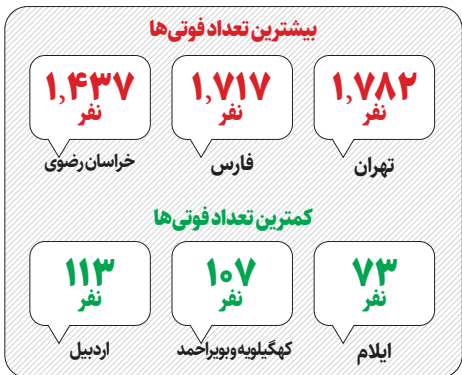 بیشترین تعداد فوتی‌ها
۱,۷۸۲ ۱,۷۱۷ ۱,۴۳۷
نفر نفر نفر
تهران فارس خراسان رضوی
کمترین تعداد فوتی‌ها
۷۳ ۱۰۷ ۱۱۳
نفر نفر نفر
ایلام کهگیلویه و بویراحمد اردبیل